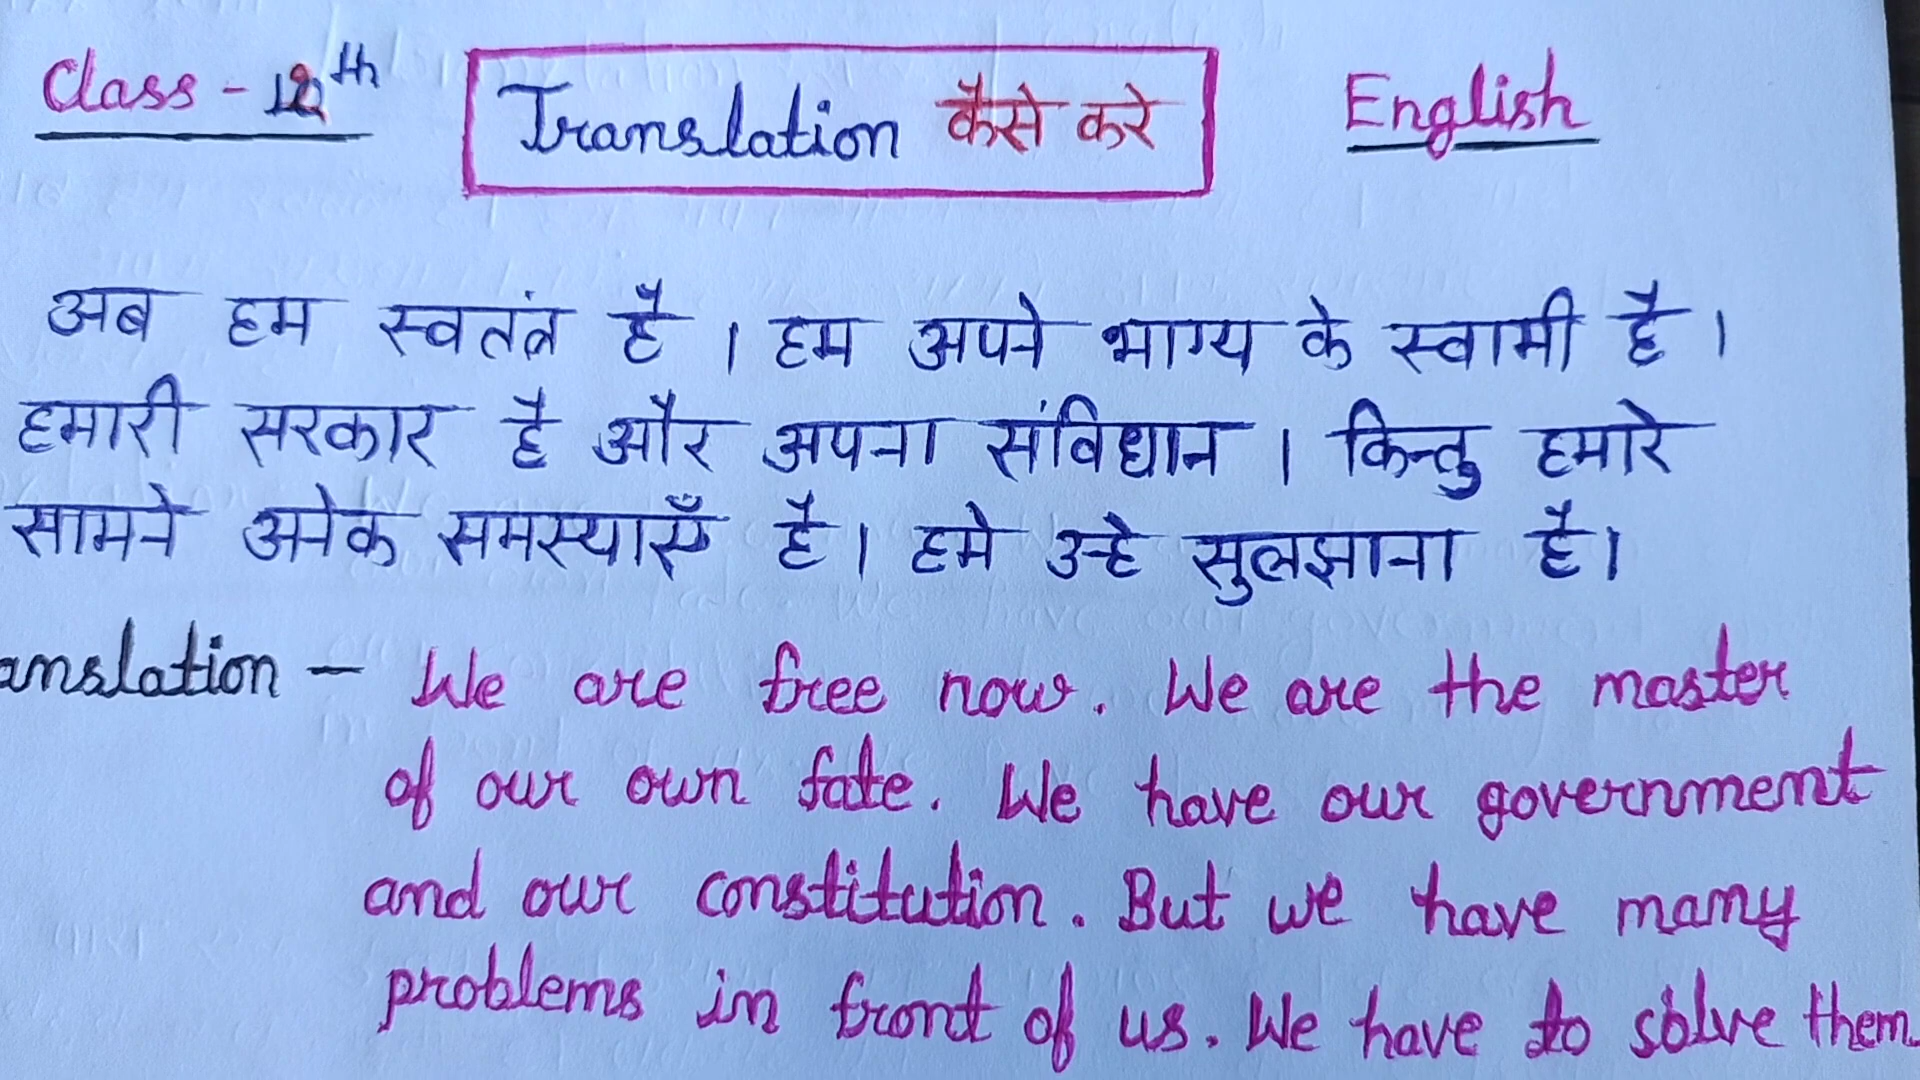 Class - 12th Translation कैसे करे English
अब हम स्वतंत्र है । हम अपने भाग्य के स्वामी है ।
हमारी सरकार है और अपना संविधान । किन्तु हमारे
सामने अनेक समस्याएँ है । हमे उन्हे सुलझाना है ।
anslation - We are free now. We are the master
of our own fate. We have our government
and our constitution. But we have many
problems in front of us. We have to solve them.